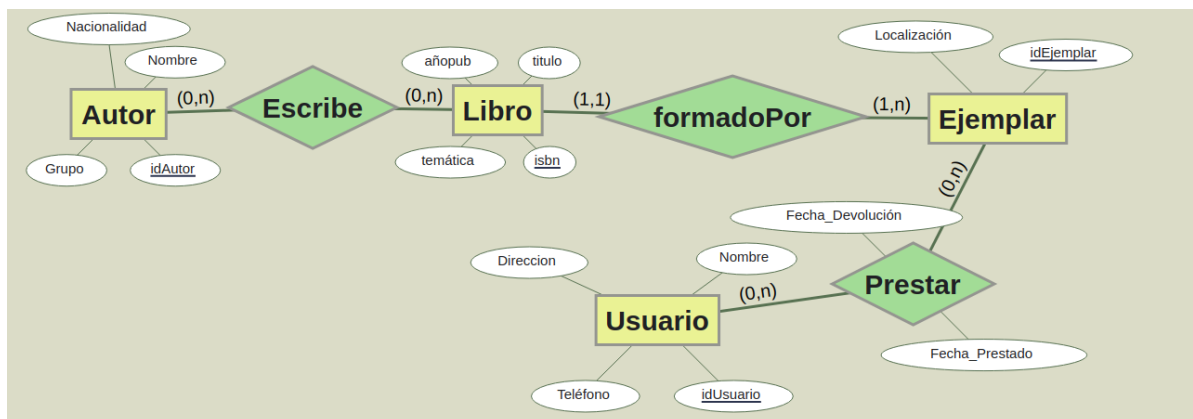 Nacionalidad
Nombre
Autor
Grupo
idAutor
(0,n)
Escribe
(0,n)
añopub
titulo
Libro
temática
isbn
(1,1)
formadoPor
(1,n)
Localización
idEjemplar
Ejemplar
(0,n)
Fecha_Devolución
Prestar
Fecha_Prestado
(0,n)
Direccion
Nombre
Usuario
Teléfono
idUsuario